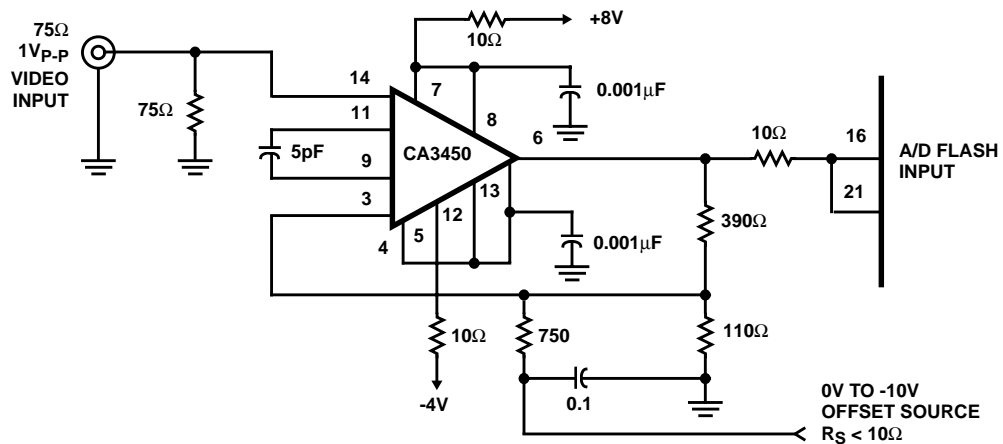 75Ω
1VP-P
VIDEO
INPUT
75Ω
+8V
10Ω
0.001μF
14
7
11
8
5pF
9
CA3450
6
3
13
12
5
4
10Ω
16
A/D FLASH
INPUT
21
390Ω
0.001μF
10Ω
-4V
750
110Ω
0.1
0V TO -10V
OFFSET SOURCE
RS < 10Ω